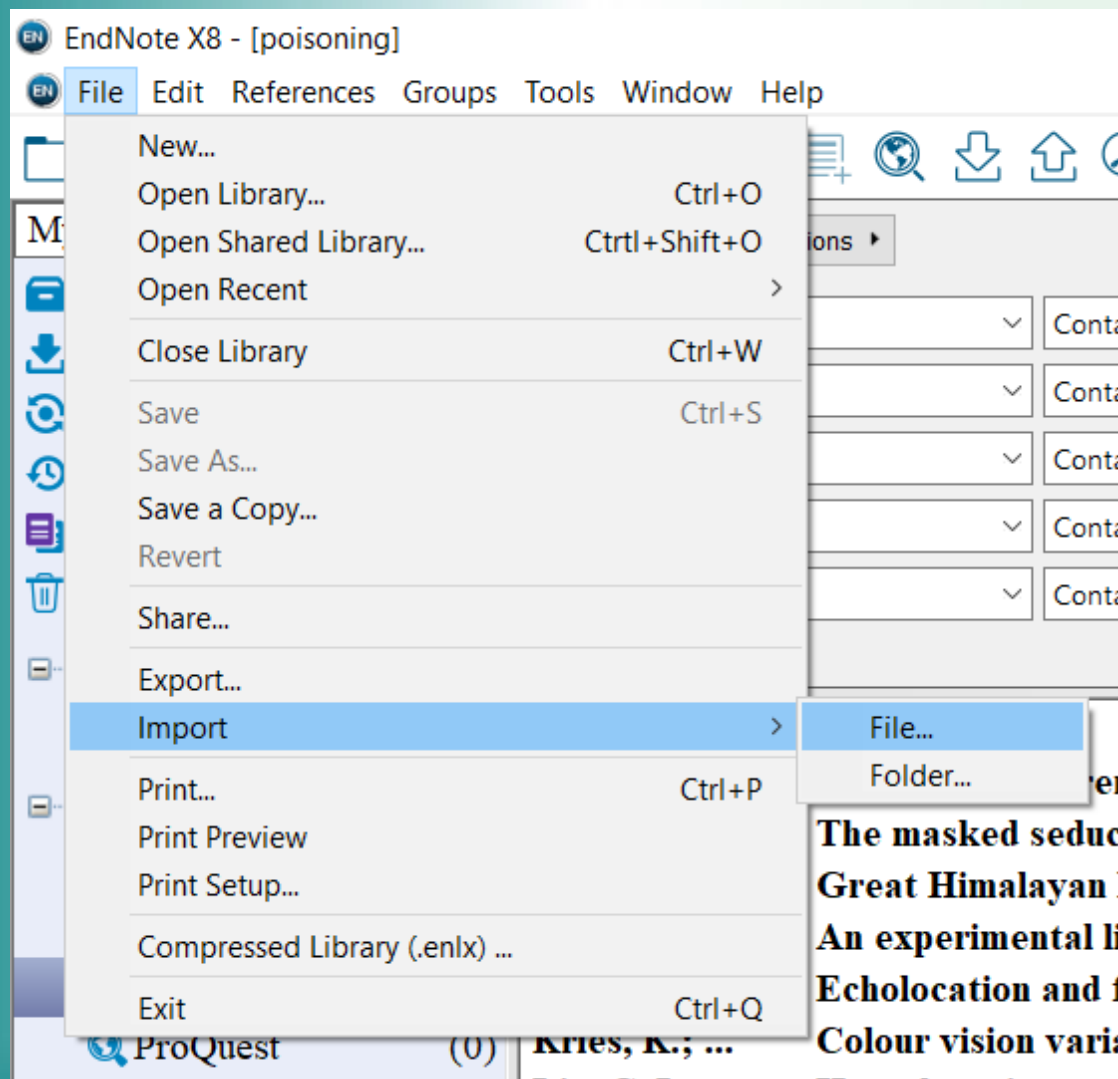 EndNote X8 - [poisoning]
File Edit References Groups Tools Window Help
New...
Open Library... Ctrl+O
Open Shared Library... Ctrtl+Shift+O
Open Recent
Close Library Ctrl+W
Save Ctrl+S
Save As...
Save a Copy...
Revert
Share...
Export...
Import
File...
Folder...
Print... Ctrl+P
Print Preview
Print Setup...
Compressed Library (.enlx) ...
Exit Ctrl+Q
The masked
Great Himalayan
An experimental
Echolocation and
ProQuest (0) Kries, K.; ... Colour vision